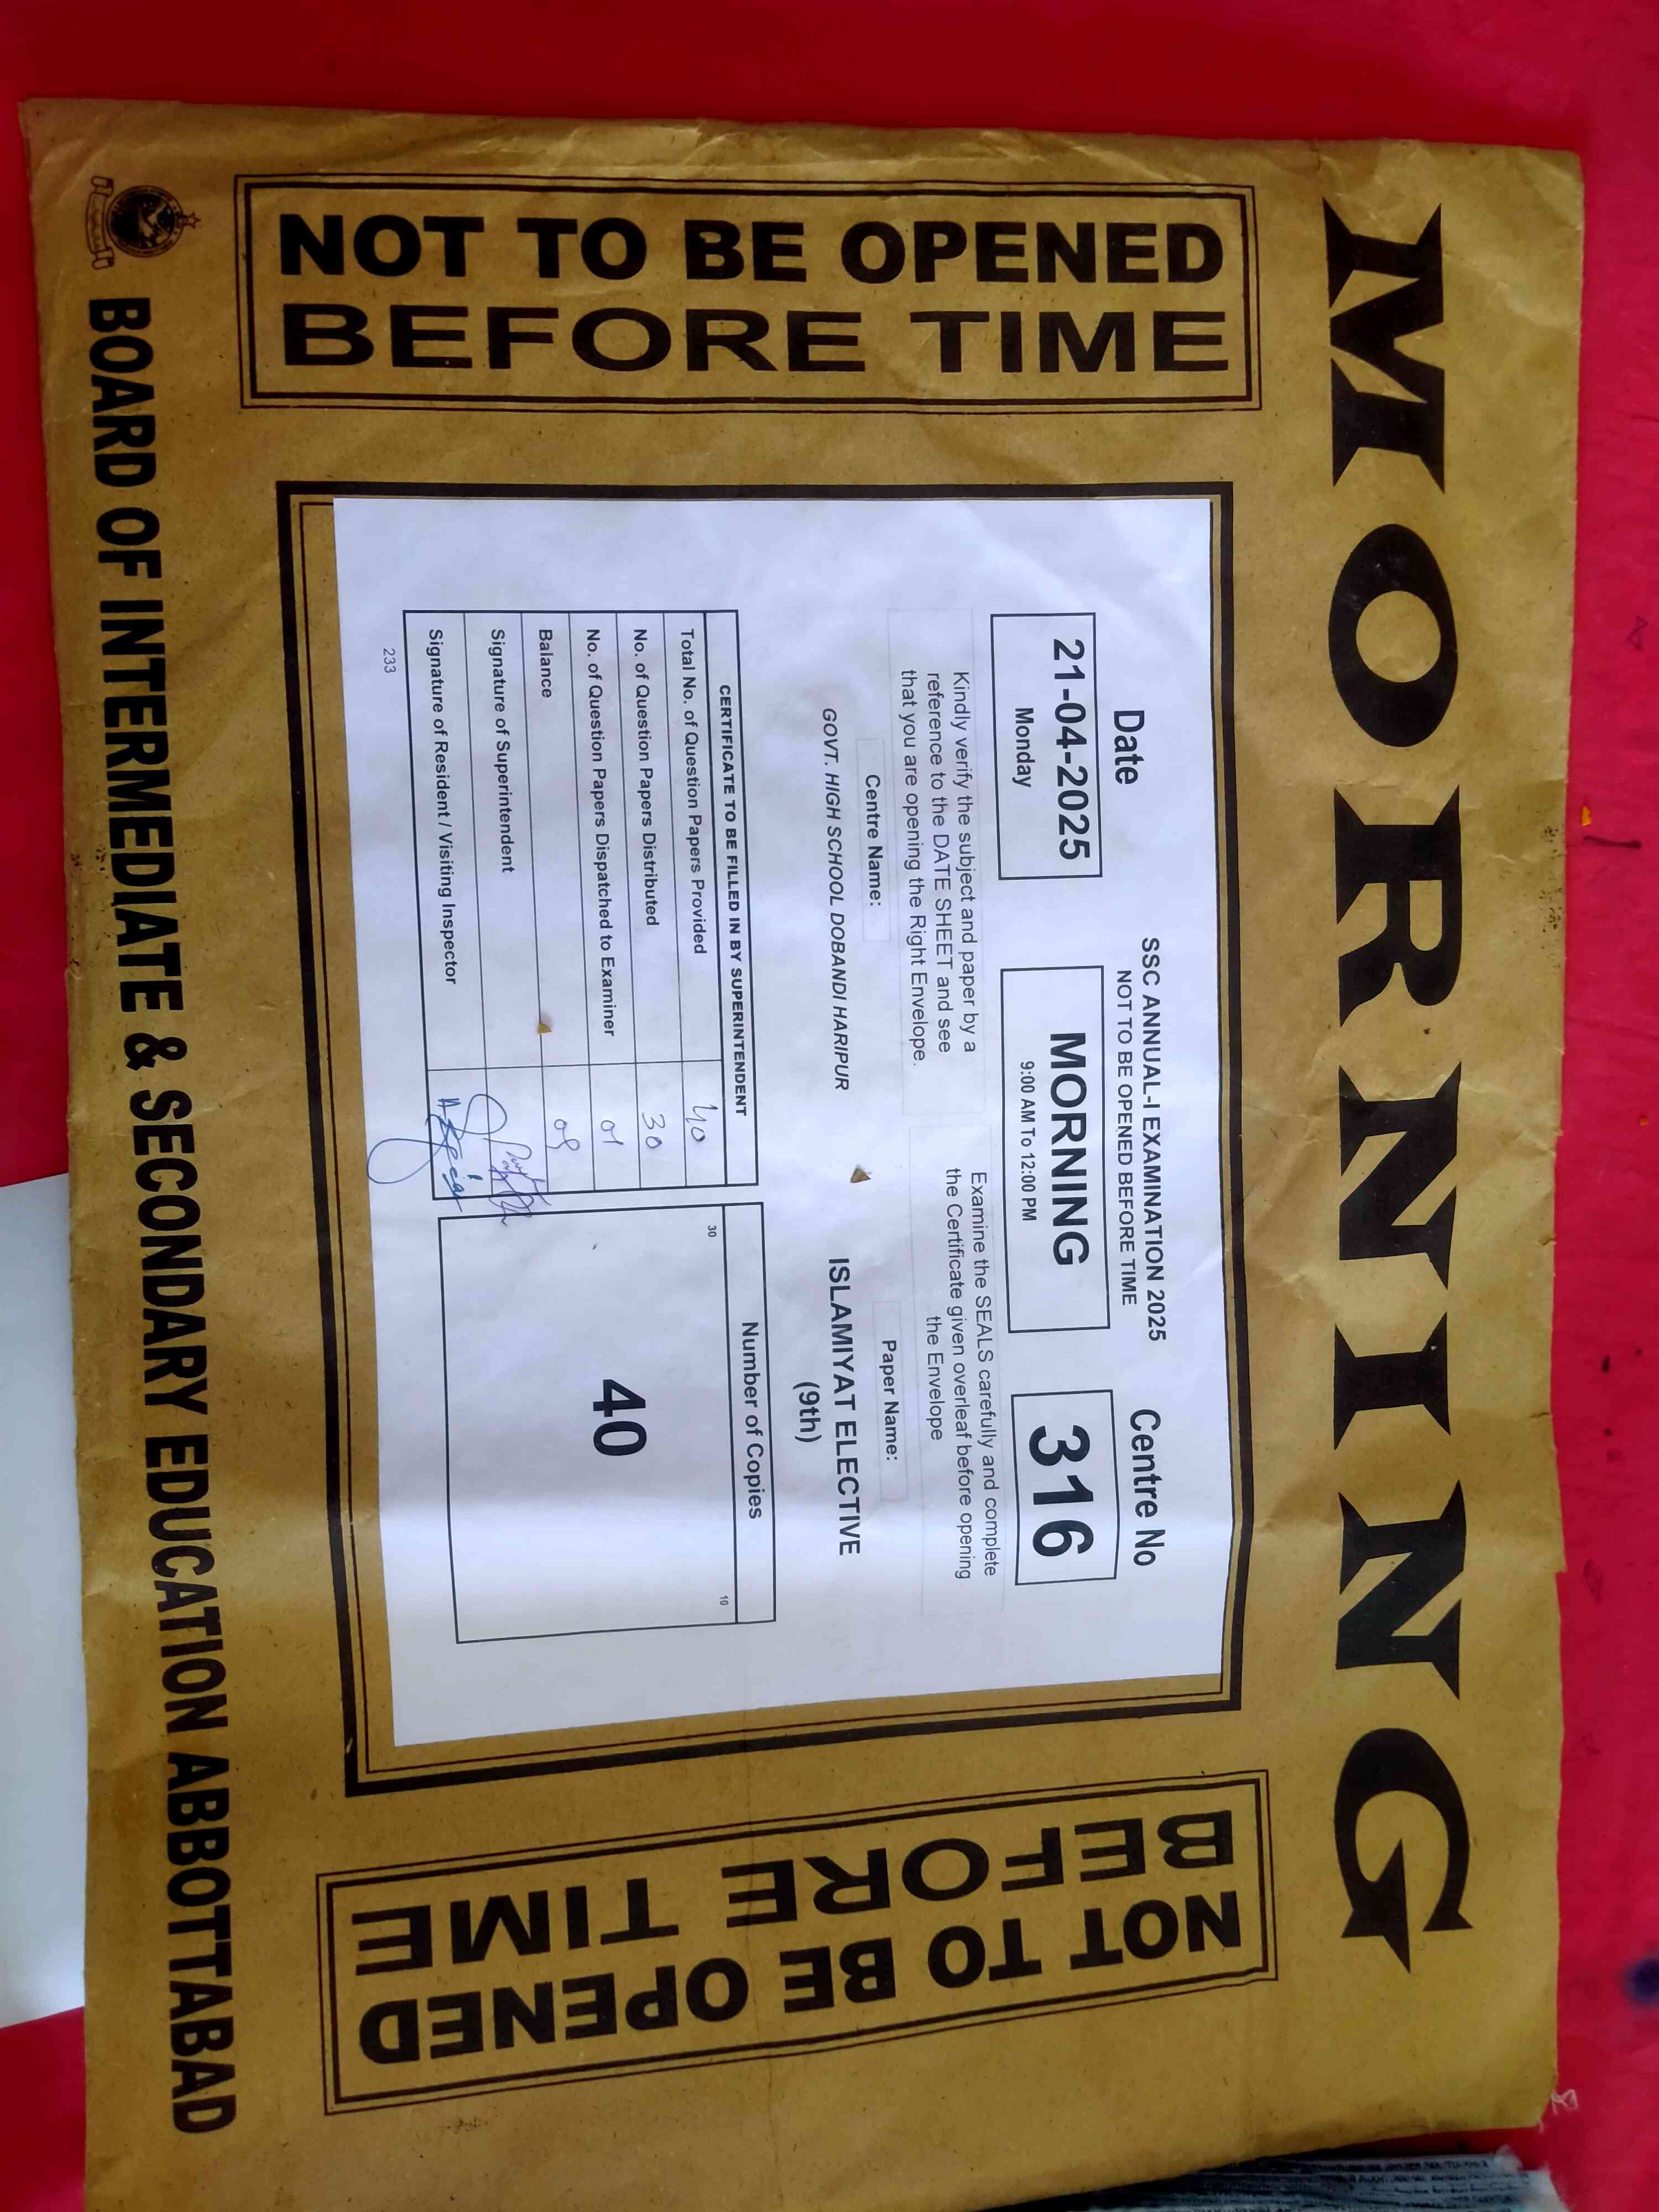 MORNING
NOT TO BE OPENED
BEFORE TIME
SSC ANNUAL-I EXAMINATION 2025
NOT TO BE OPENED BEFORE TIME
Date
21-04-2025
Monday
MORNING
9:00 AM To 12:00 PM
Centre No
316
Kindly verify the subject and paper by a
reference to the DATE SHEET and see
that you are opening the Right Envelope.
Examine the SEALS carefully and complete
the Certificate given overleaf before opening
the Envelope
Centre Name:
GOVT. HIGH SCHOOL DOBANDI HARIPUR
Paper Name:
ISLAMIYAT ELECTIVE
(9th)
CERTIFICATE TO BE FILLED IN BY SUPERINTENDENT
Total No. of Question Papers Provided 40
No. of Question Papers Distributed 30
No. of Question Papers Dispatched to Examiner 01
Balance 09
Signature of Superintendent
Signature of Resident / Visiting Inspector
233
Number of Copies
30 10
40
NOT TO BE OPENED
BEFORE TIME
BOARD OF INTERMEDIATE & SECONDARY EDUCATION ABBOTTABAD